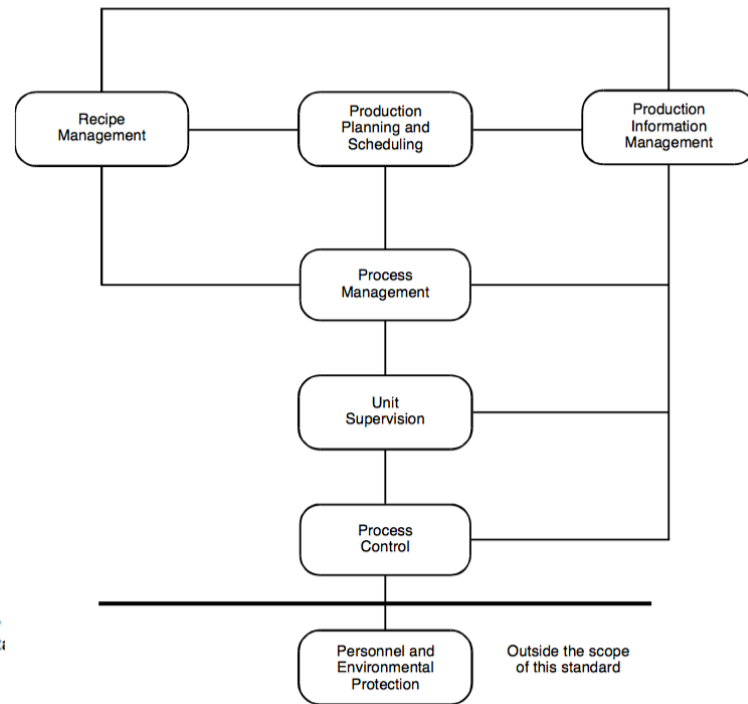 Recipe
Management
Production
Planning and
Scheduling
Production
Information
Management
Process
Management
Unit
Supervision
Process
Control
Personnel and
Environmental
Protection
Outside the scope
of this standard